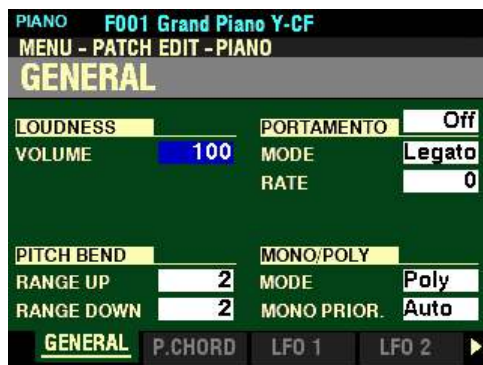 PIANO F001 Grand Piano Y-CF
MENU - PATCH EDIT -PIANO
GENERAL
LOUDNESS
VOLUME 100
PORTAMENTO Off
MODE Legato
RATE 0
PITCH BEND
RANGE UP 2
RANGE DOWN 2
MONO/POLY
MODE Poly
MONO PRIOR. Auto
GENERAL P.CHORD LFO 1 LFO 2